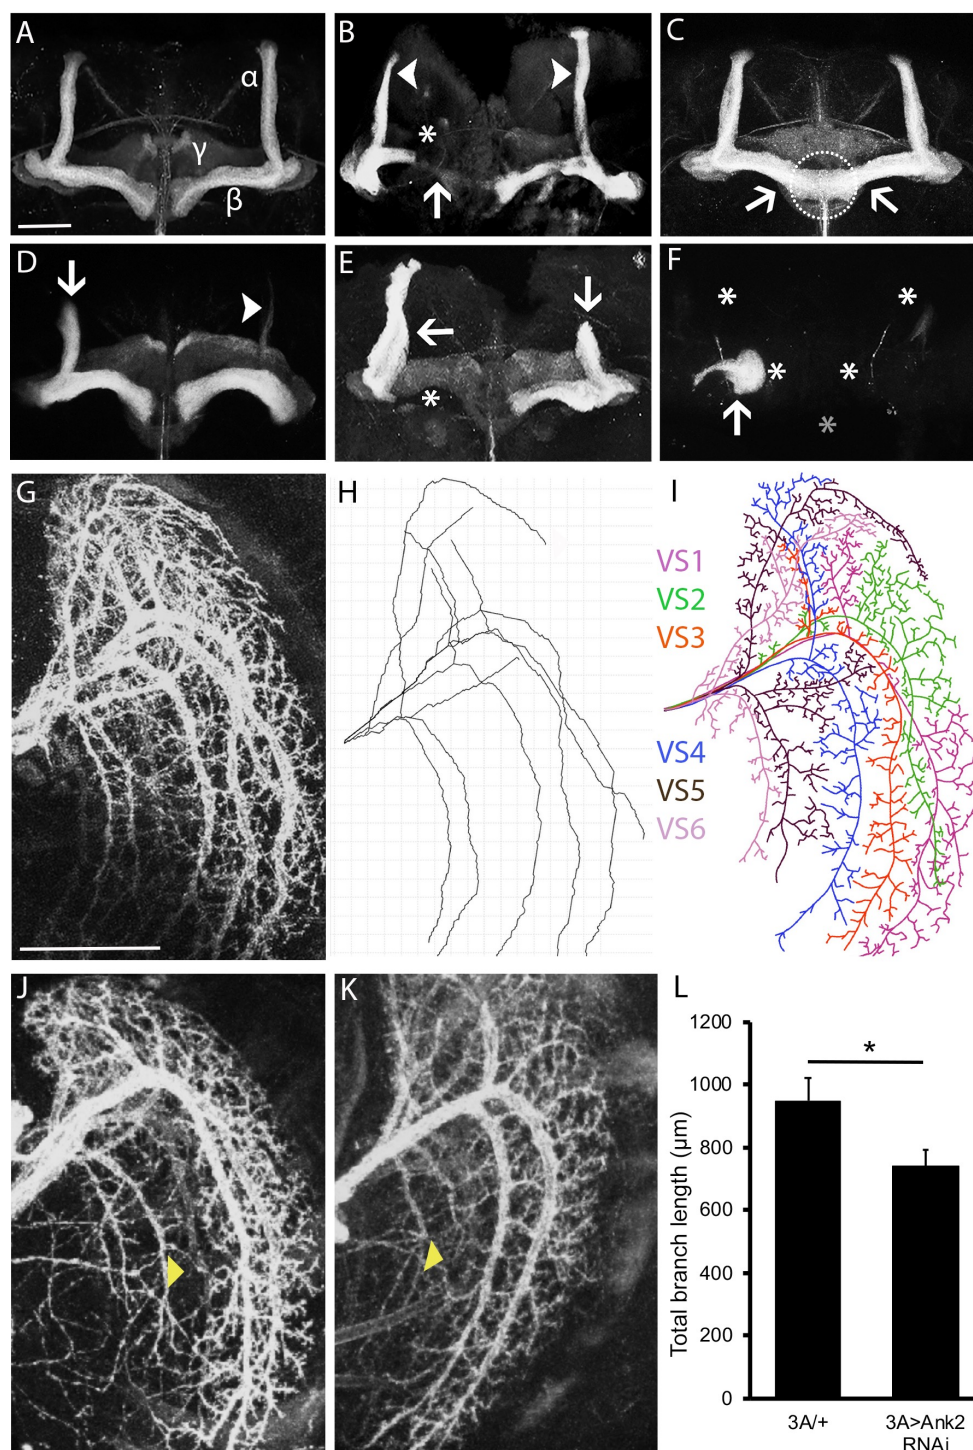 A
α
γ
β
B
*
C
D
E
*
F
*
*
*
*
*
G
H
I
VS1
VS2
VS3
VS4
VS5
VS6
J
K
L
Total branch length (µm)
1200
1000
800
600
400
200
0
*
3A/+
3A>Ank2
RNAi